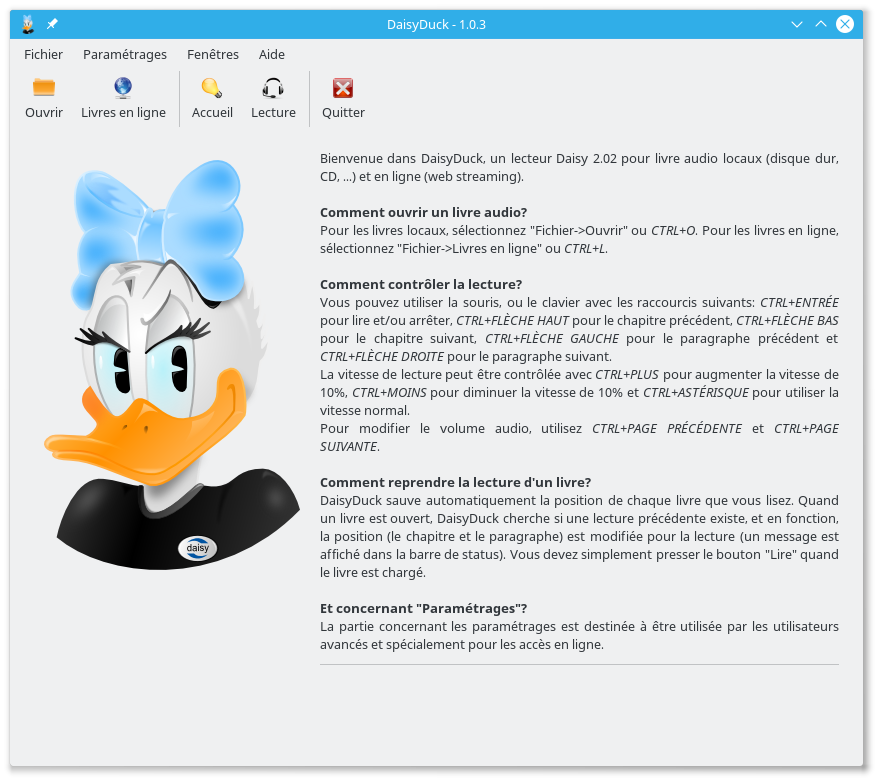 DaisyDuck - 1.0.3
Fichier Paramétrages Fenêtres Aide
Ouvrir Livres en ligne Accueil Lecture Quitter
Bienvenue dans DaisyDuck, un lecteur Daisy 2.02 pour livre audio locaux (disque dur,
CD, ...) et en ligne (web streaming).
Comment ouvrir un livre audio?
Pour les livres locaux, sélectionnez "Fichier->Ouvrir" ou CTRL+O. Pour les livres en ligne,
sélectionnez "Fichier->Livres en ligne" ou CTRL+L.
Comment contrôler la lecture?
Vous pouvez utiliser la souris, ou le clavier avec les raccourcis suivants: CTRL+ENTRÉE
pour lire et/ou arrêter, CTRL+FLÈCHE HAUT pour le chapitre précédent, CTRL+FLÈCHE BAS
pour le chapitre suivant, CTRL+FLÈCHE GAUCHE pour le paragraphe précédent et
CTRL+FLÈCHE DROITE pour le paragraphe suivant.
La vitesse de lecture peut être contrôlée avec CTRL+PLUS pour augmenter la vitesse de
10%, CTRL+MOINS pour diminuer la vitesse de 10% et CTRL+ASTÉRISQUE pour utiliser la
vitesse normal.
Pour modifier le volume audio, utilisez CTRL+PAGE PRÉCÉDENTE et CTRL+PAGE
SUIVANTE.
Comment reprendre la lecture d'un livre?
DaisyDuck sauve automatiquement la position de chaque livre que vous lisez. Quand
un livre est ouvert, DaisyDuck cherche si une lecture précédente existe, et en fonction,
la position (le chapitre et le paragraphe) est modifiée pour la lecture (un message est
affiché dans la barre de status). Vous devez simplement presser le bouton "Lire" quand
le livre est chargé.
Et concernant "Paramétrages"?
La partie concernant les paramétrages est destinée à être utilisée par les utilisateurs
avancés et spécialement pour les accès en ligne.
daisy